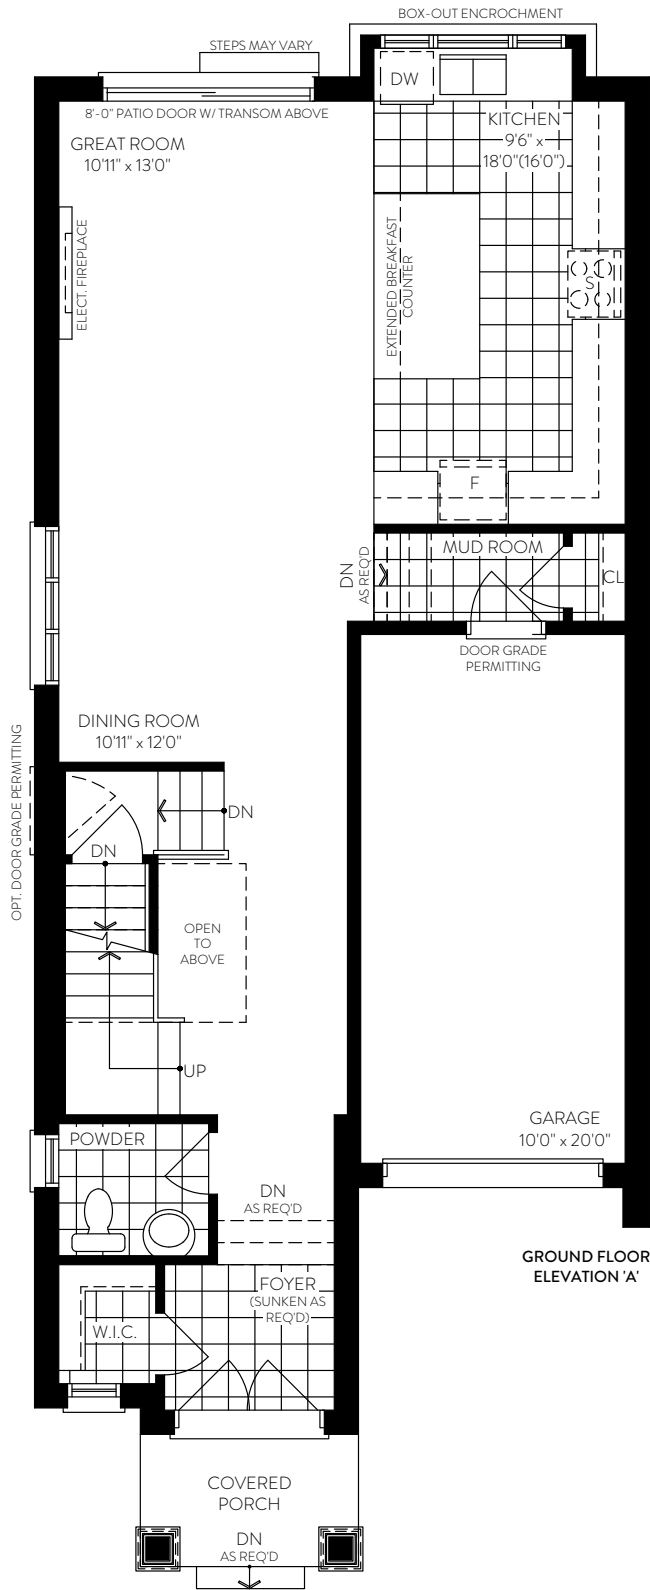 BOX-OUT ENCROCHMENT
STEPS MAY VARY
DW
8'-0" PATIO DOOR W/ TRANSOM ABOVE
KITCHEN
9'6" x
18'0"(16'0")
GREAT ROOM
10'11" x 13'0"
ELECT. FIREPLACE
EXTENDED BREAKFAST
COUNTER
S
F
MUD ROOM
DN
AS REQ'D
CL
DOOR GRADE
PERMITTING
DINING ROOM
10'11" x 12'0"
OPT. DOOR GRADE PERMITTING
DN
DN
OPEN
TO
ABOVE
UP
GARAGE
10'0" x 20'0"
POWDER
DN
AS REQ'D
GROUND FLOOR
ELEVATION 'A'
FOYER
(SUNKEN AS
REQ'D)
W.I.C.
COVERED
PORCH
DN
AS REQ'D